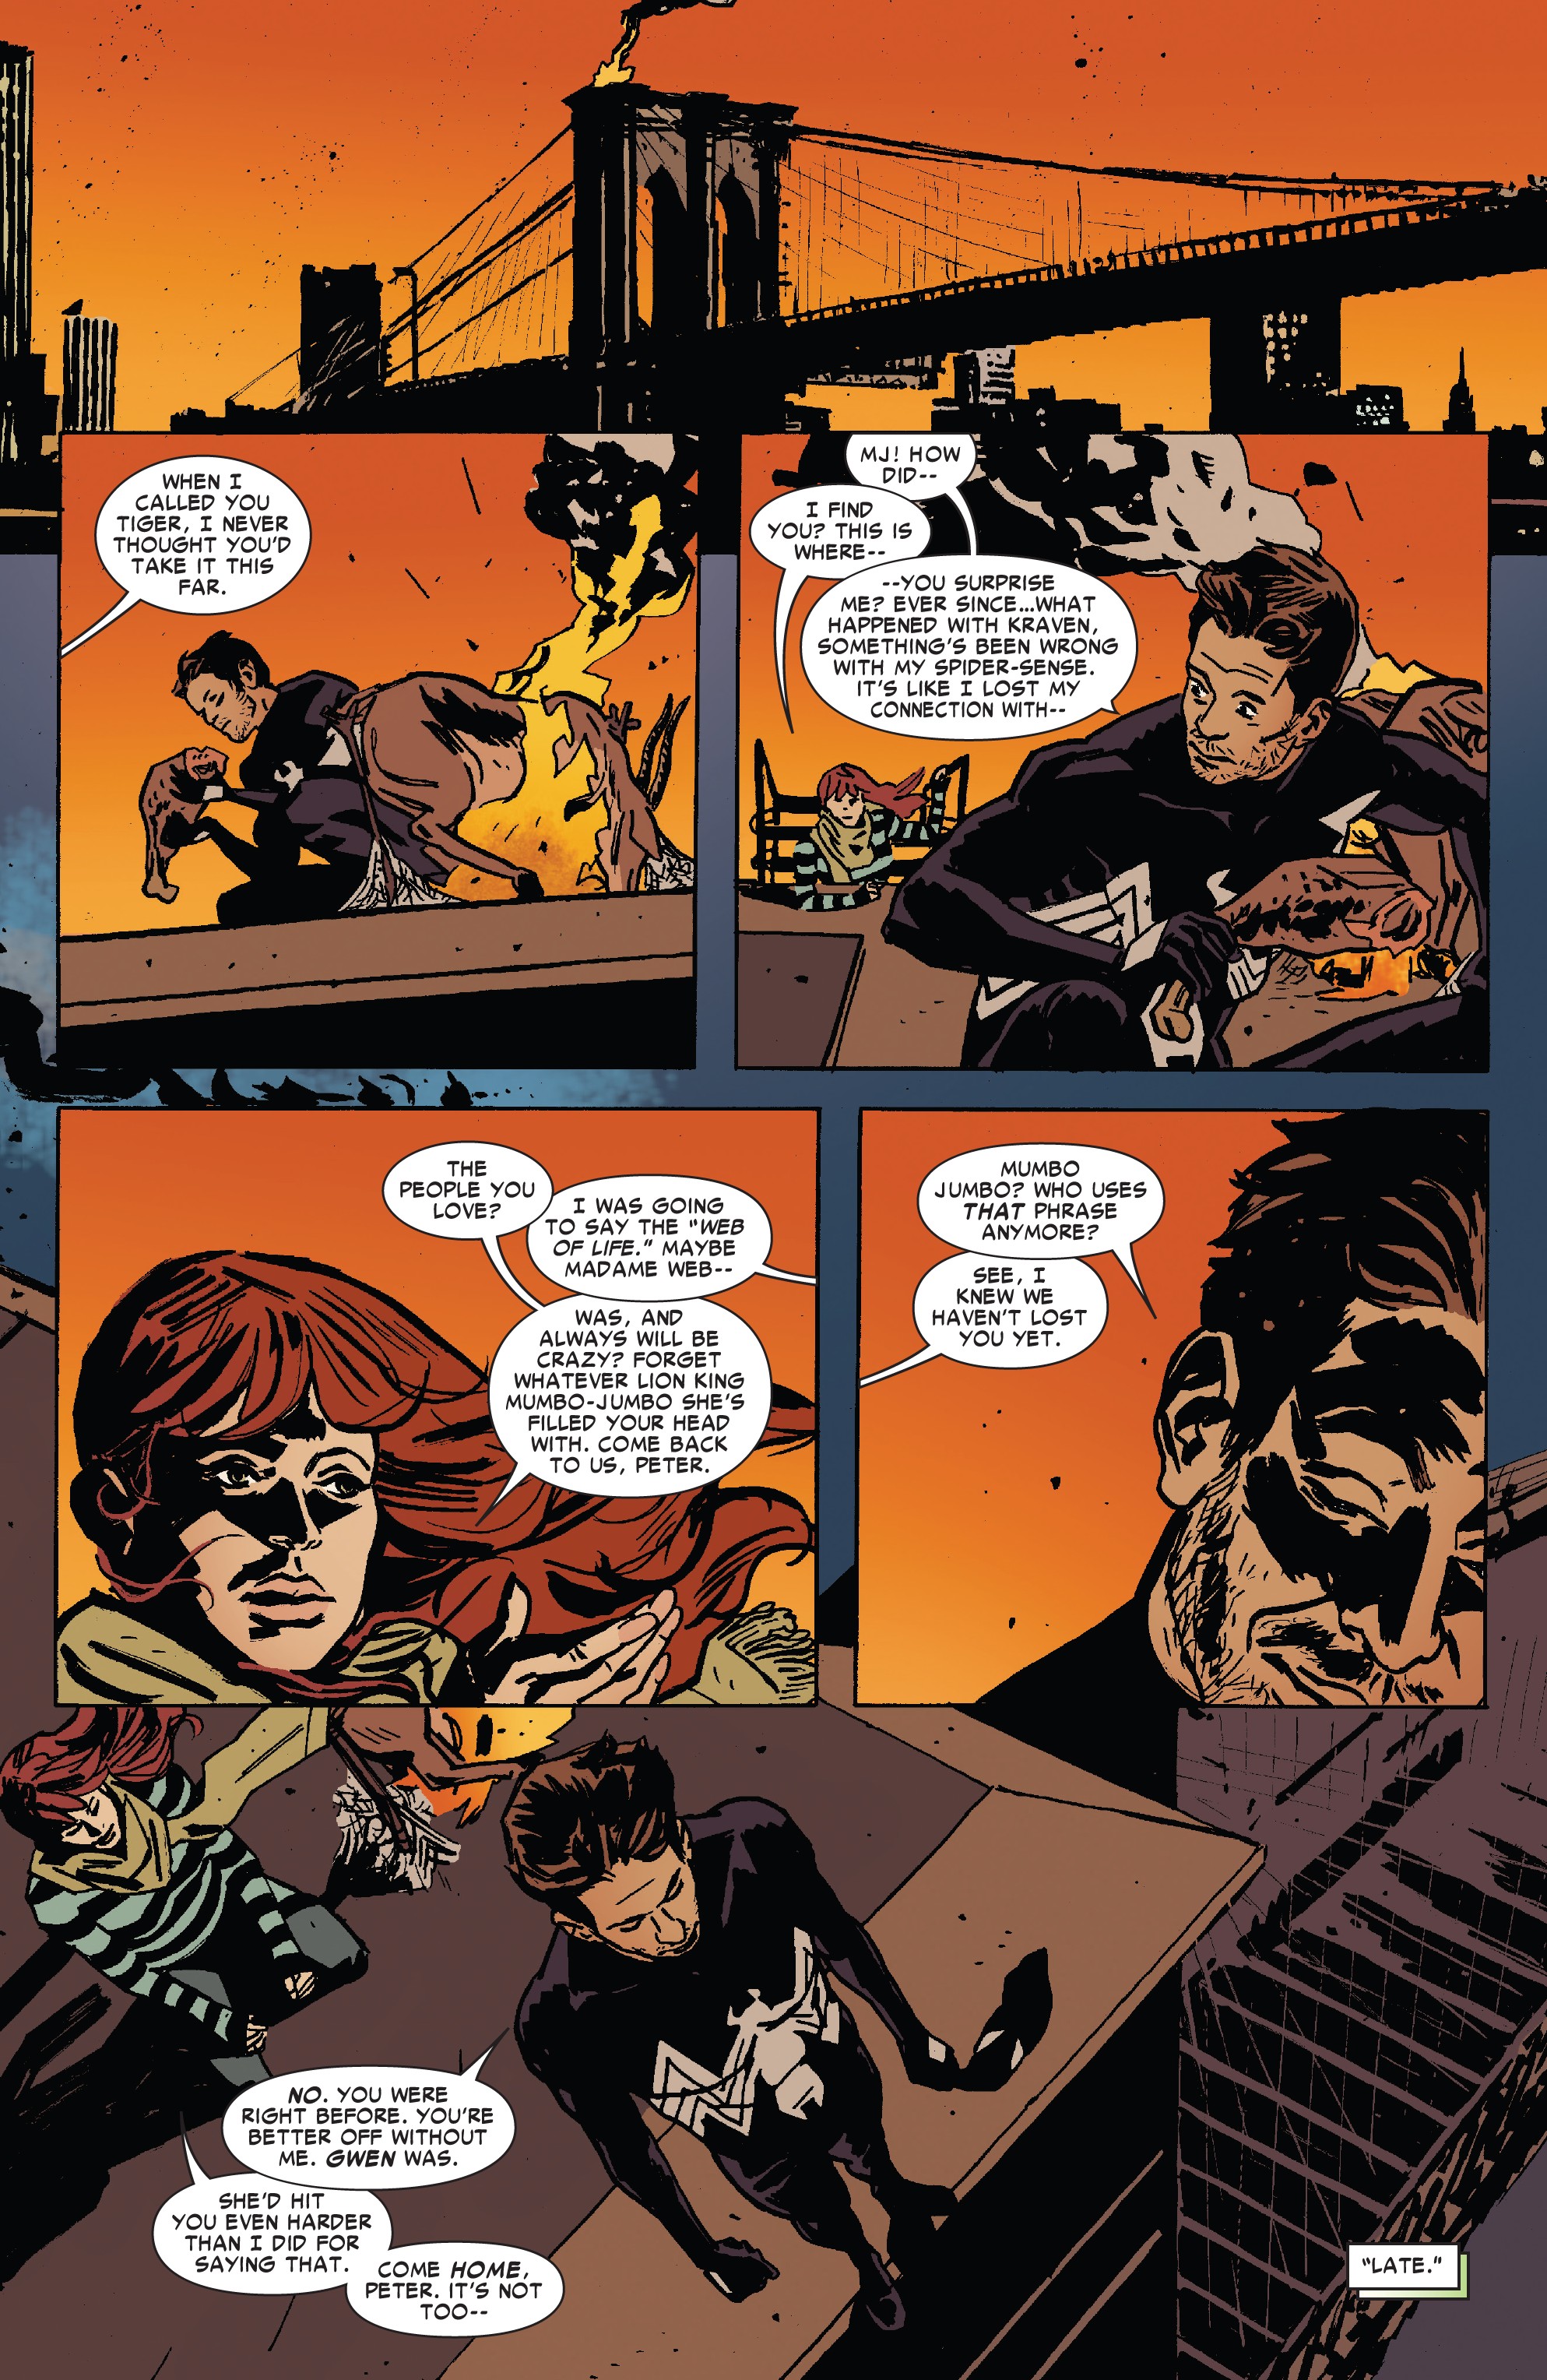 WHEN I
CALLED YOU
TIGER, I NEVER
THOUGHT YOU'D
TAKE IT THIS
FAR.
MJ! HOW
DID--
I FIND
YOU? THIS IS
WHERE--
--YOU SURPRISE
ME? EVER SINCE...WHAT
HAPPENED WITH KRAVEN,
SOMETHING'S BEEN WRONG
WITH MY SPIDER-SENSE.
IT'S LIKE I LOST MY
CONNECTION WITH--
THE
PEOPLE YOU
LOVE?
I WAS GOING
TO SAY THE "WEB
OF LIFE." MAYBE
MADAME WEB--
WAS, AND
ALWAYS WILL BE
CRAZY? FORGET
WHATEVER LION KING
MUMBO-JUMBO SHE'S
FILLED YOUR HEAD
WITH. COME BACK
TO US, PETER.
MUMBO
JUMBO? WHO USES
THAT PHRASE
ANYMORE?
SEE, I
KNEW WE
HAVEN'T LOST
YOU YET.
NO. YOU WERE
RIGHT BEFORE. YOU'RE
BETTER OFF WITHOUT
ME. GWEN WAS.
SHE'D HIT
YOU EVEN HARDER
THAN I DID FOR
SAYING THAT.
COME HOME,
PETER. IT'S NOT
TOO--
"LATE."